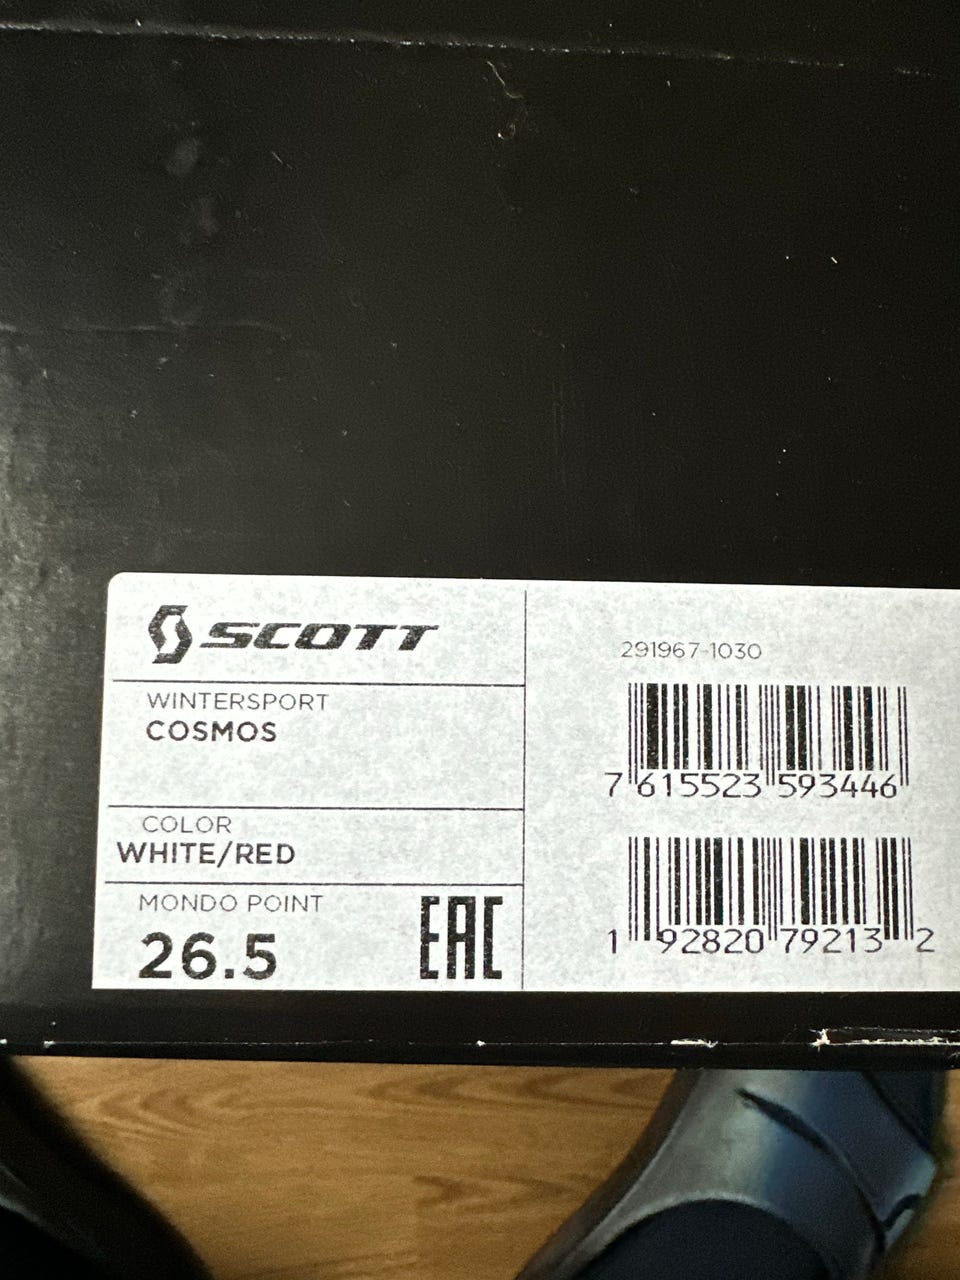 SCOTT
WINTERSPORT
COSMOS
COLOR
WHITE/RED
MONDO POINT
26.5
EAC
291967-1030
7 615523 593446
1 92820 79213 2